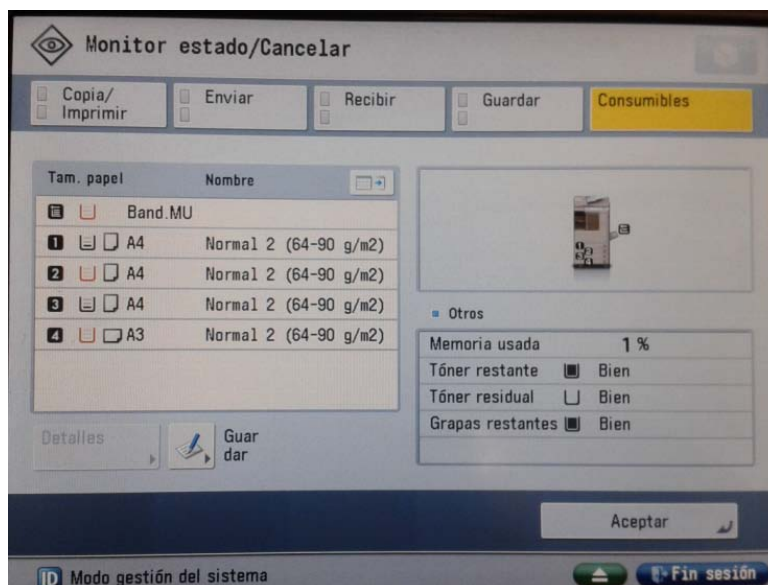 Monitor estado/Cancelar
Copia/
Imprimir
Enviar
Recibir
Guardar
Consumibles
Tam. papel Nombre
Band.MU
1 A4 Normal 2 (64-90 g/m2)
2 A4 Normal 2 (64-90 g/m2)
3 A4 Normal 2 (64-90 g/m2)
4 A3 Normal 2 (64-90 g/m2)
Detalles
Guar
dar
Otros
Memoria usada 1 %
Tóner restante Bien
Tóner residual Bien
Grapas restantes Bien
Aceptar
ID Modo gestión del sistema
Fin sesión